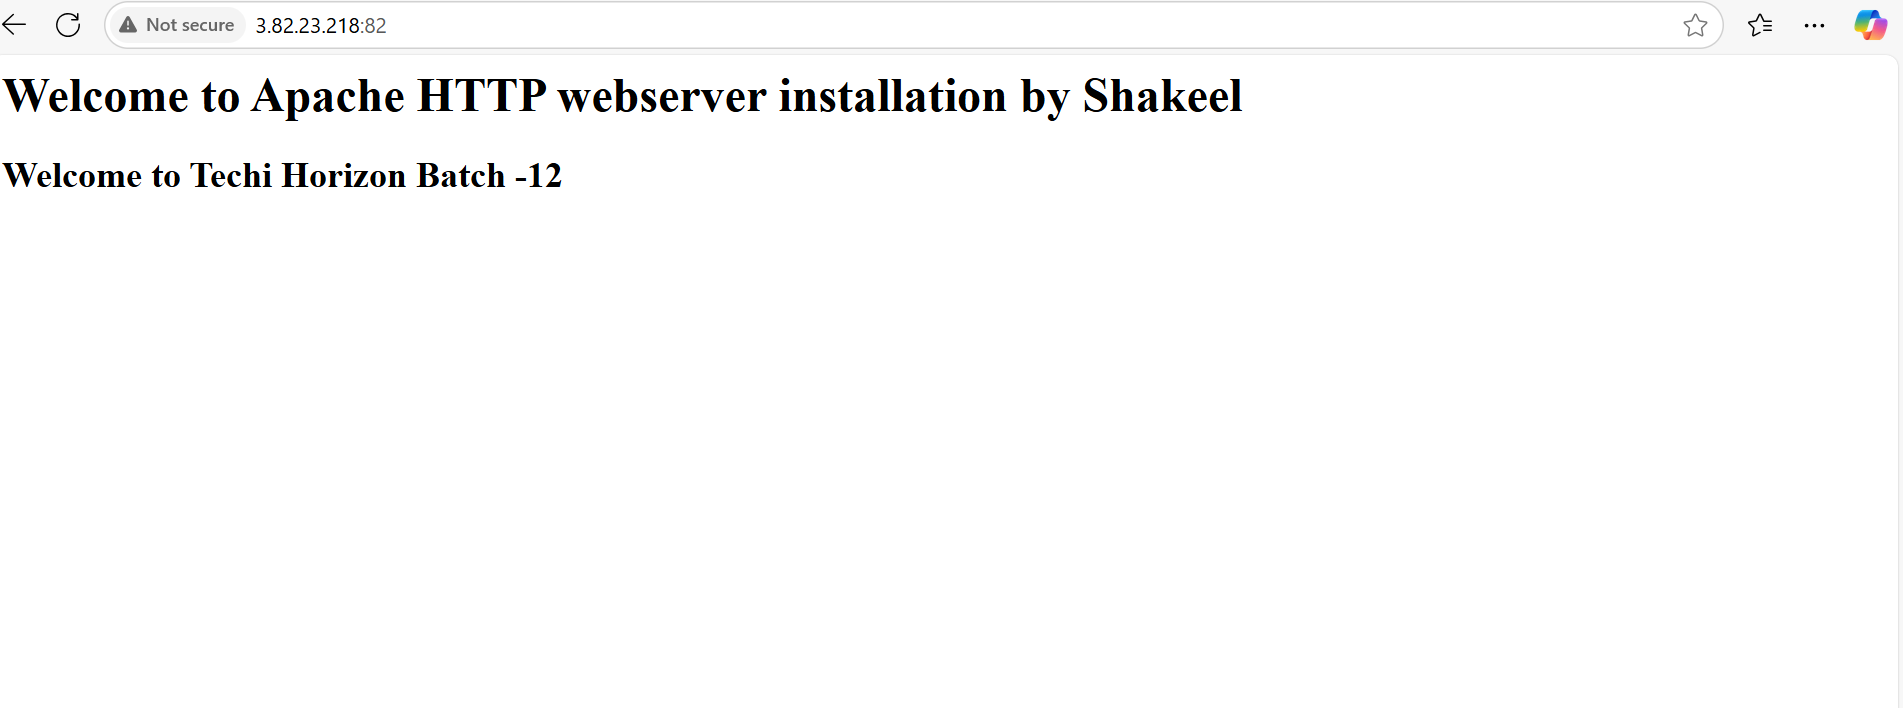 Not secure 3.82.23.218:82
Welcome to Apache HTTP webserver installation by Shakeel
Welcome to Techi Horizon Batch -12